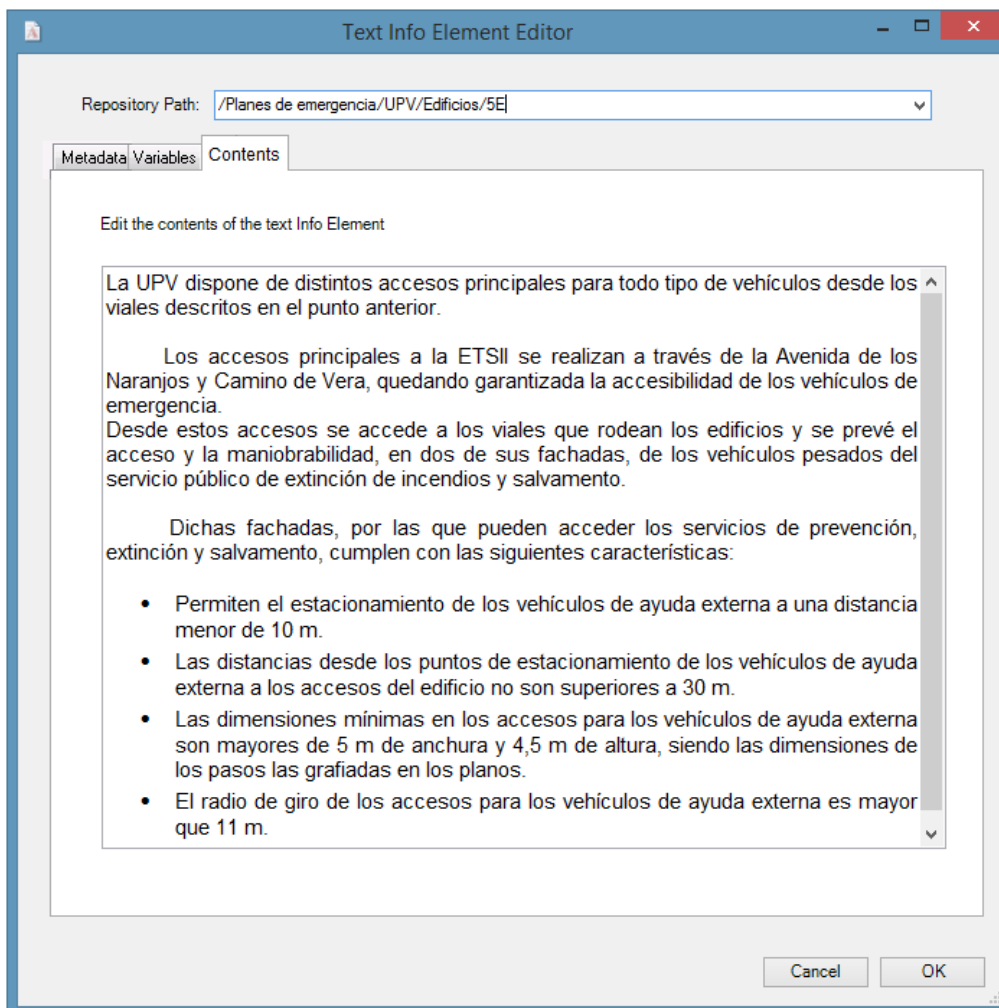 Text Info Element Editor
Repository Path: /Planes de emergencia/UPV/Edificios/5E
Metadata Variables Contents
Edit the contents of the text Info Element
La UPV dispone de distintos accesos principales para todo tipo de vehículos desde los
viales descritos en el punto anterior.
Los accesos principales a la ETSII se realizan a través de la Avenida de los
Naranjos y Camino de Vera, quedando garantizada la accesibilidad de los vehículos de
emergencia.
Desde estos accesos se accede a los viales que rodean los edificios y se prevé el
acceso y la maniobrabilidad, en dos de sus fachadas, de los vehículos pesados del
servicio público de extinción de incendios y salvamento.
Dichas fachadas, por las que pueden acceder los servicios de prevención,
extinción y salvamento, cumplen con las siguientes características:
• Permiten el estacionamiento de los vehículos de ayuda externa a una distancia
menor de 10 m.
• Las distancias desde los puntos de estacionamiento de los vehículos de ayuda
externa a los accesos del edificio no son superiores a 30 m.
• Las dimensiones mínimas en los accesos para los vehículos de ayuda externa
son mayores de 5 m de anchura y 4,5 m de altura, siendo las dimensiones de
los pasos las grafiadas en los planos.
• El radio de giro de los accesos para los vehículos de ayuda externa es mayor
que 11 m.
Cancel OK